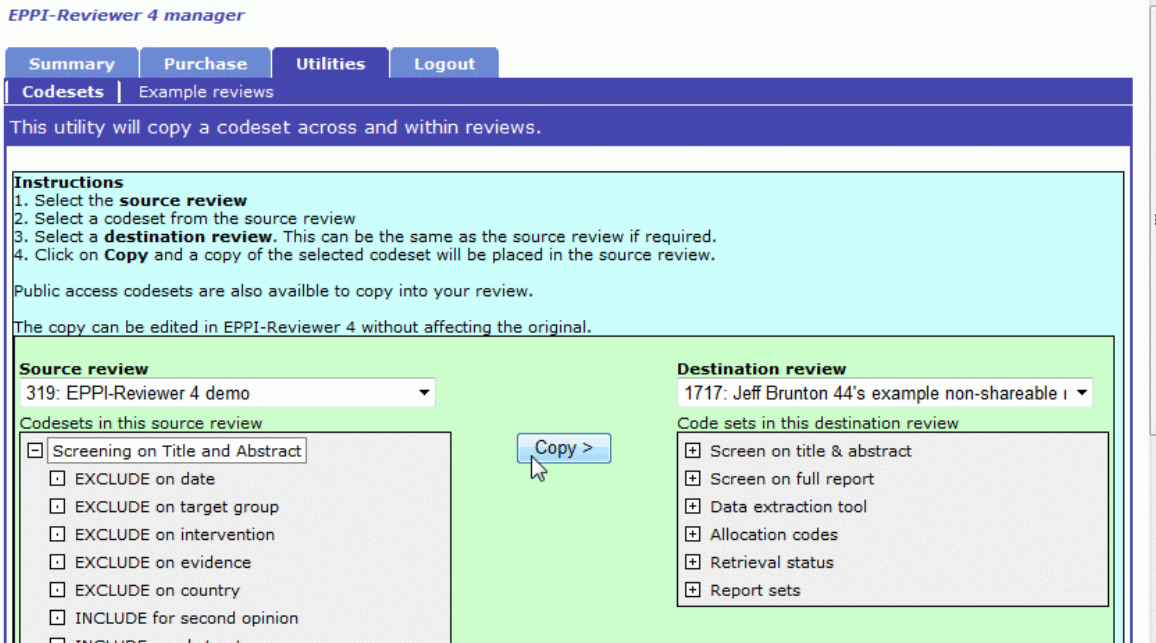 EPPI-Reviewer 4 manager
Summary Purchase Utilities Logout
Codesets Example reviews
This utility will copy a codeset across and within reviews.
Instructions
1. Select the source review
2. Select a codeset from the source review
3. Select a destination review. This can be the same as the source review if required.
4. Click on Copy and a copy of the selected codeset will be placed in the source review.
Public access codesets are also availble to copy into your review.
The copy can be edited in EPPI-Reviewer 4 without affecting the original.
Source review
319: EPPI-Reviewer 4 demo
Codesets in this source review
Screening on Title and Abstract
EXCLUDE on date
EXCLUDE on target group
EXCLUDE on intervention
EXCLUDE on evidence
EXCLUDE on country
INCLUDE for second opinion
Copy >
Destination review
1717: Jeff Brunton 44's example non-shareable
Code sets in this destination review
Screen on title & abstract
Screen on full report
Data extraction tool
Allocation codes
Retrieval status
Report sets